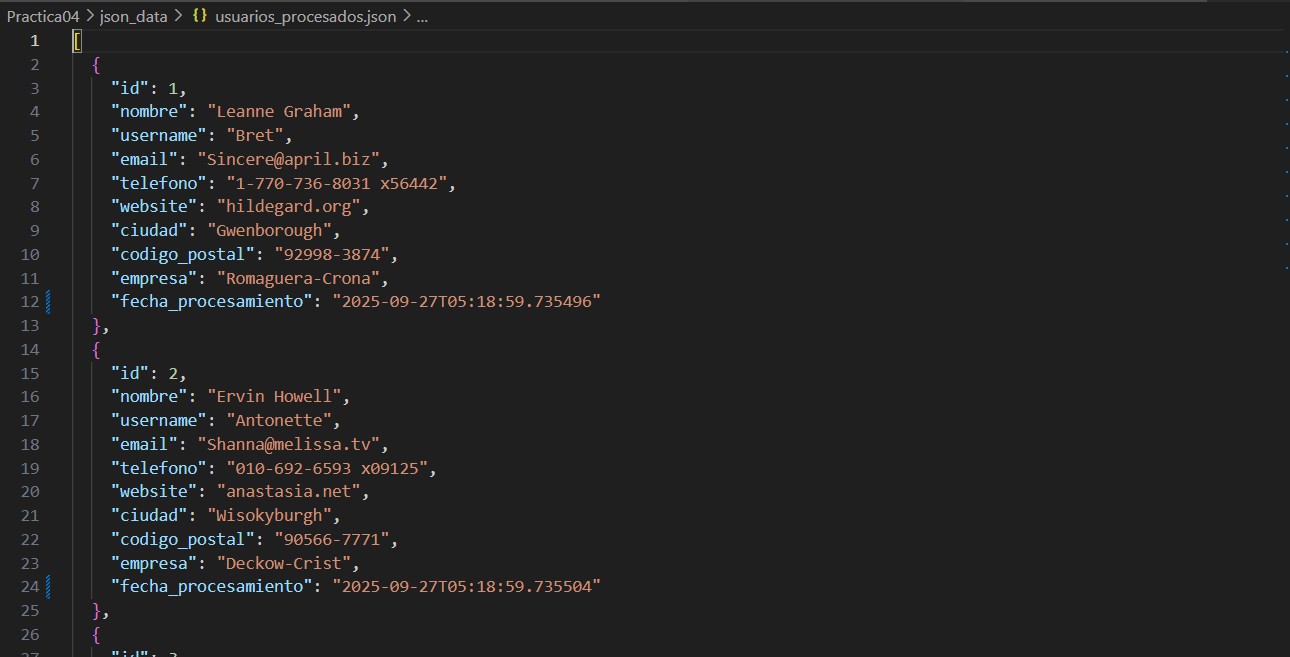 Practica04 > json_data > {} usuarios_procesados.json > ...
1 [
2 {
3 "id": 1,
4 "nombre": "Leanne Graham",
5 "username": "Bret",
6 "email": "Sincere@april.biz",
7 "telefono": "1-770-736-8031 x56442",
8 "website": "hildegard.org",
9 "ciudad": "Gwenborough",
10 "codigo_postal": "92998-3874",
11 "empresa": "Romaguera-Crona",
12 "fecha_procesamiento": "2025-09-27T05:18:59.735496"
13 },
14 {
15 "id": 2,
16 "nombre": "Ervin Howell",
17 "username": "Antonette",
18 "email": "Shanna@melissa.tv",
19 "telefono": "010-692-6593 x09125",
20 "website": "anastasia.net",
21 "ciudad": "Wisokyburgh",
22 "codigo_postal": "90566-7771",
23 "empresa": "Deckow-Crist",
24 "fecha_procesamiento": "2025-09-27T05:18:59.735504"
25 },
26 {
27 "id": 3,